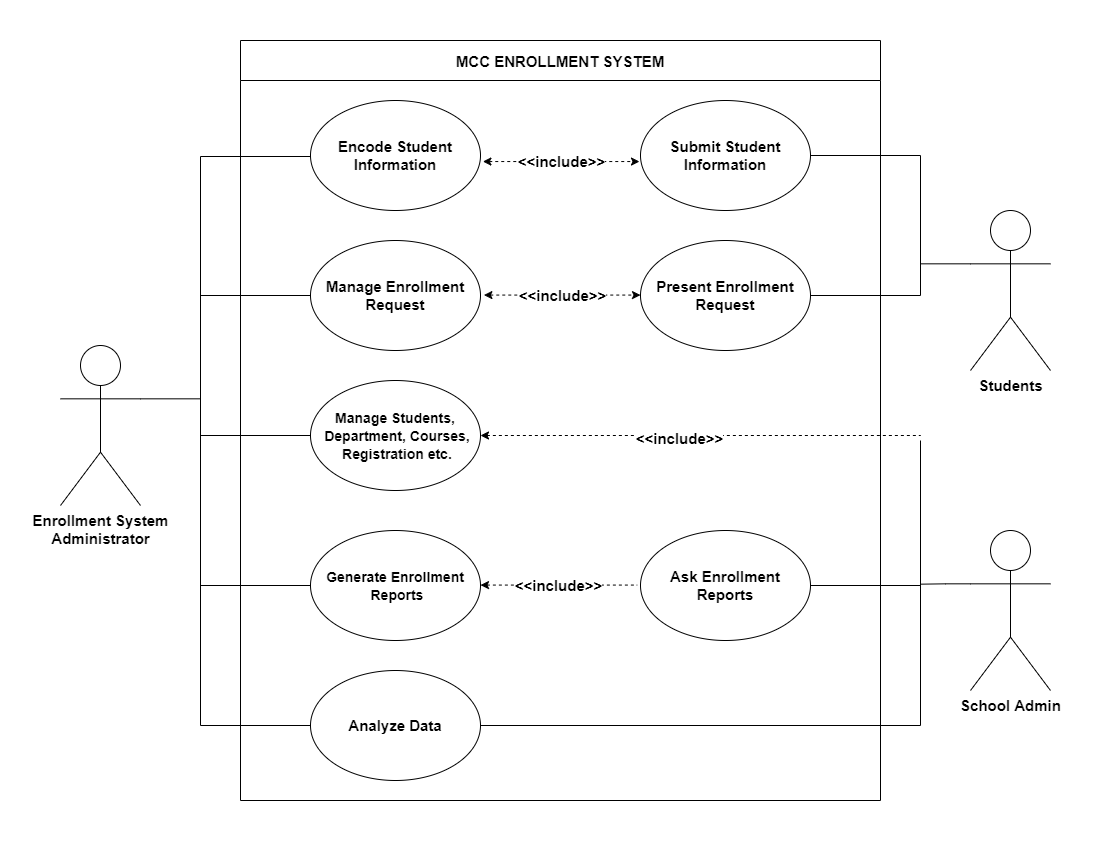 MCC ENROLLMENT SYSTEM
Encode Student
Information
<<include>>
Submit Student
Information
Manage Enrollment
Request
<<include>>
Present Enrollment
Request
Students
Manage Students,
Department, Courses,
Registration etc.
<<include>>
Enrollment System
Administrator
Generate Enrollment
Reports
<<include>>
Ask Enrollment
Reports
School Admin
Analyze Data